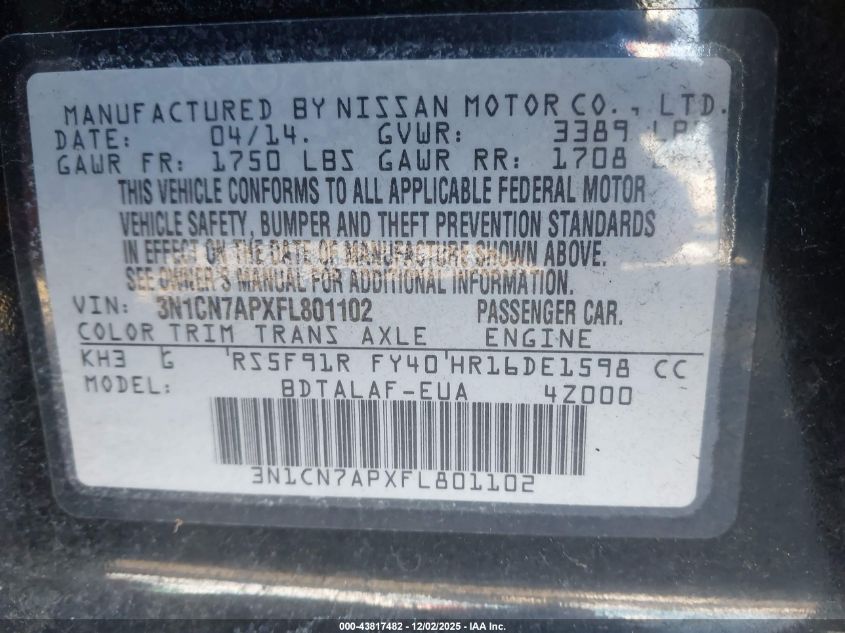 MANUFACTURED BY NISSAN MOTOR CO., LTD.
DATE: 04/14. GVWR: 3389 LB
GAWR FR: 1750 LBS GAWR RR: 1708
THIS VEHICLE CONFORMS TO ALL APPLICABLE FEDERAL MOTOR
VEHICLE SAFETY, BUMPER AND THEFT PREVENTION STANDARDS
IN EFFECT ON THE DATE OF MANUFACTURE SHOWN ABOVE.
SEE OWNER'S MANUAL FOR ADDITIONAL INFORMATION.
VIN: 3N1CN7APXFL801102 PASSENGER CAR.
COLOR TRIM TRANS AXLE ENGINE
KH3 G RS5F91R FY40 HR16DE1598 CC
MODEL: BDTALAF-EUA 4Z000
3N1CN7APXFL801102
000-43817482 - 12/02/2025 - IAA Inc.